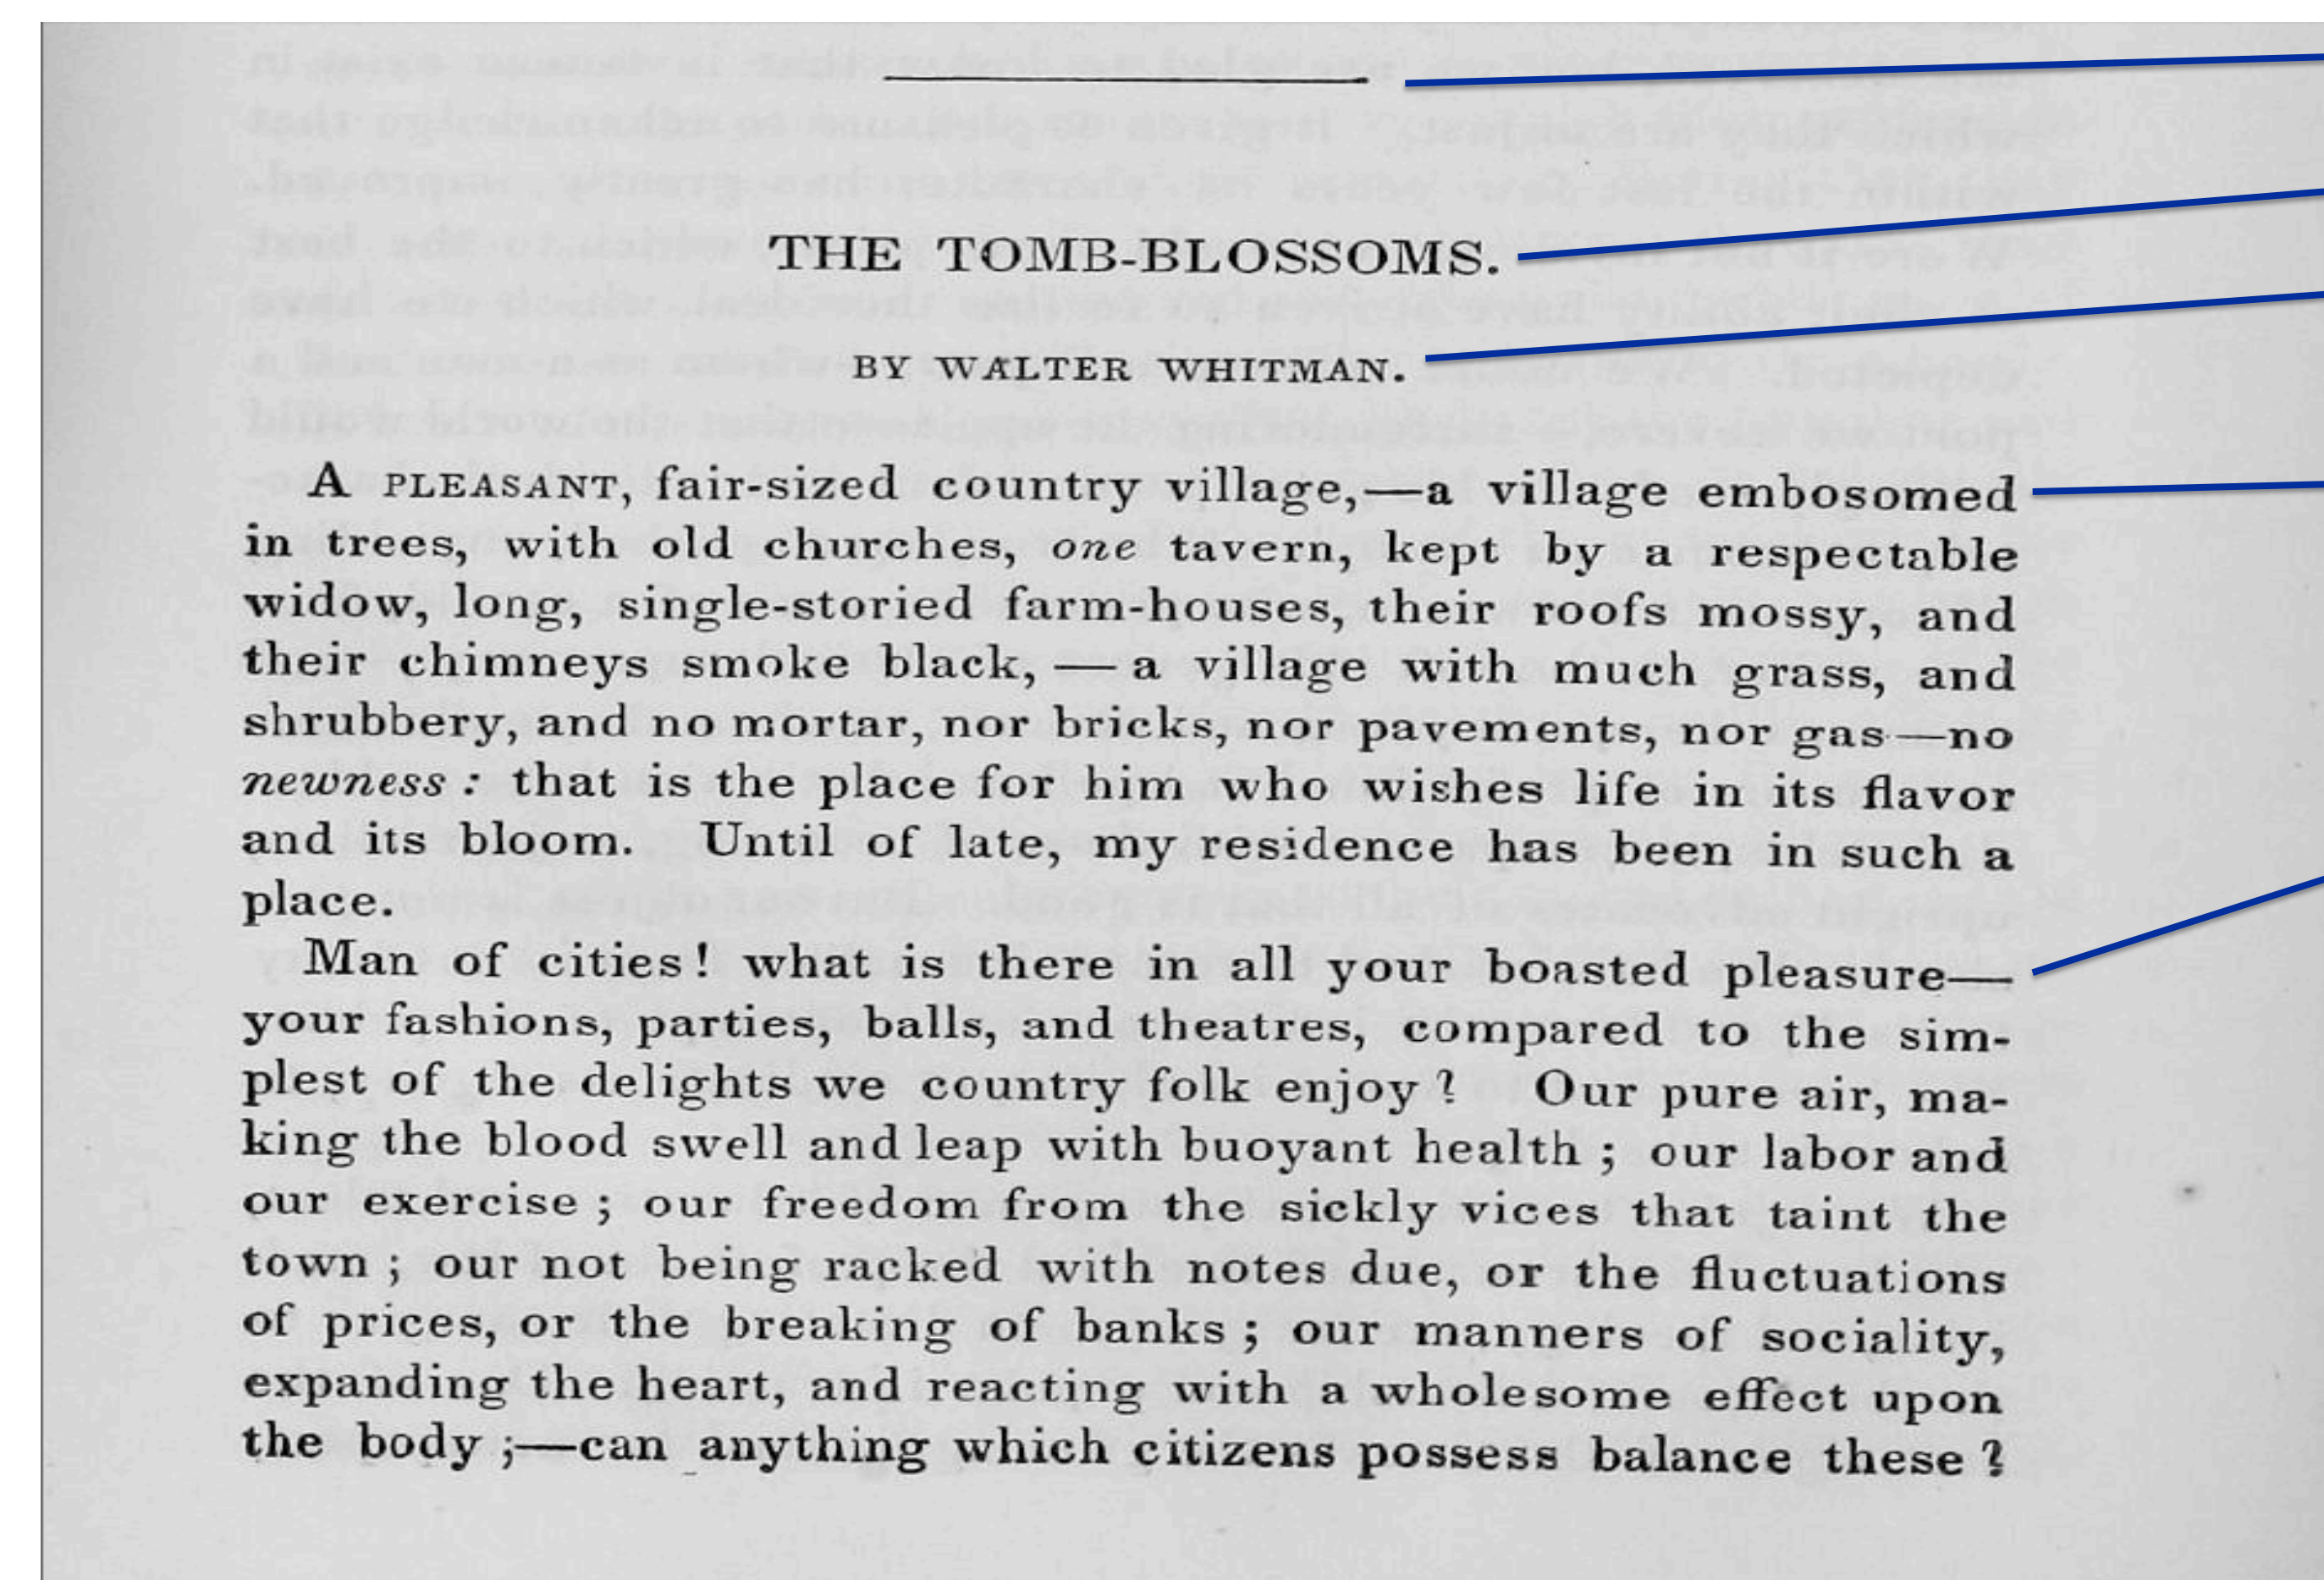 THE TOMB-BLOSSOMS.
BY WALTER WHITMAN.
A PLEASANT, fair-sized country village,—a village embosomed
in trees, with old churches, one tavern, kept by a respectable
widow, long, single-storied farm-houses, their roofs mossy, and
their chimneys smoke black, — a village with much grass, and
shrubbery, and no mortar, nor bricks, nor pavements, nor gas—no
newness : that is the place for him who wishes life in its flavor
and its bloom. Until of late, my residence has been in such a
place.
Man of cities! what is there in all your boasted pleasure—
your fashions, parties, balls, and theatres, compared to the sim-
plest of the delights we country folk enjoy ? Our pure air, ma-
king the blood swell and leap with buoyant health ; our labor and
our exercise ; our freedom from the sickly vices that taint the
town ; our not being racked with notes due, or the fluctuations
of prices, or the breaking of banks ; our manners of sociality,
expanding the heart, and reacting with a wholesome effect upon
the body ;—can anything which citizens possess balance these ?